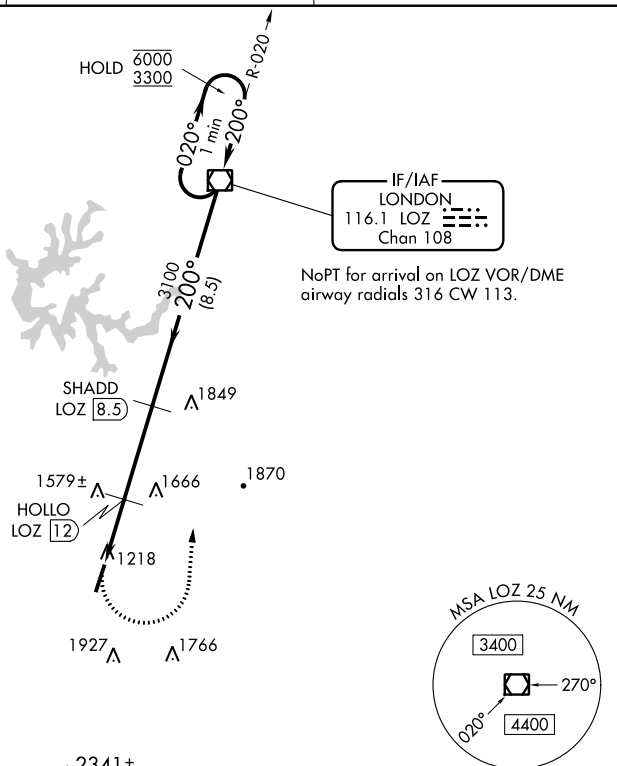 HOLD 6000
3300
R-020
020°
1 min
200°
IF/IAF
LONDON
116.1 LOZ
Chan 108
NoPT for arrival on LOZ VOR/DME
airway radials 316 CW 113.
3100
200°
(8.5)
SHADD
LOZ 8.5
1849
1579±
1666
1870
HOLLO
LOZ 12
1218
1927
1766
MSA LOZ 25 NM
3400
270°
020°
4400
2341±